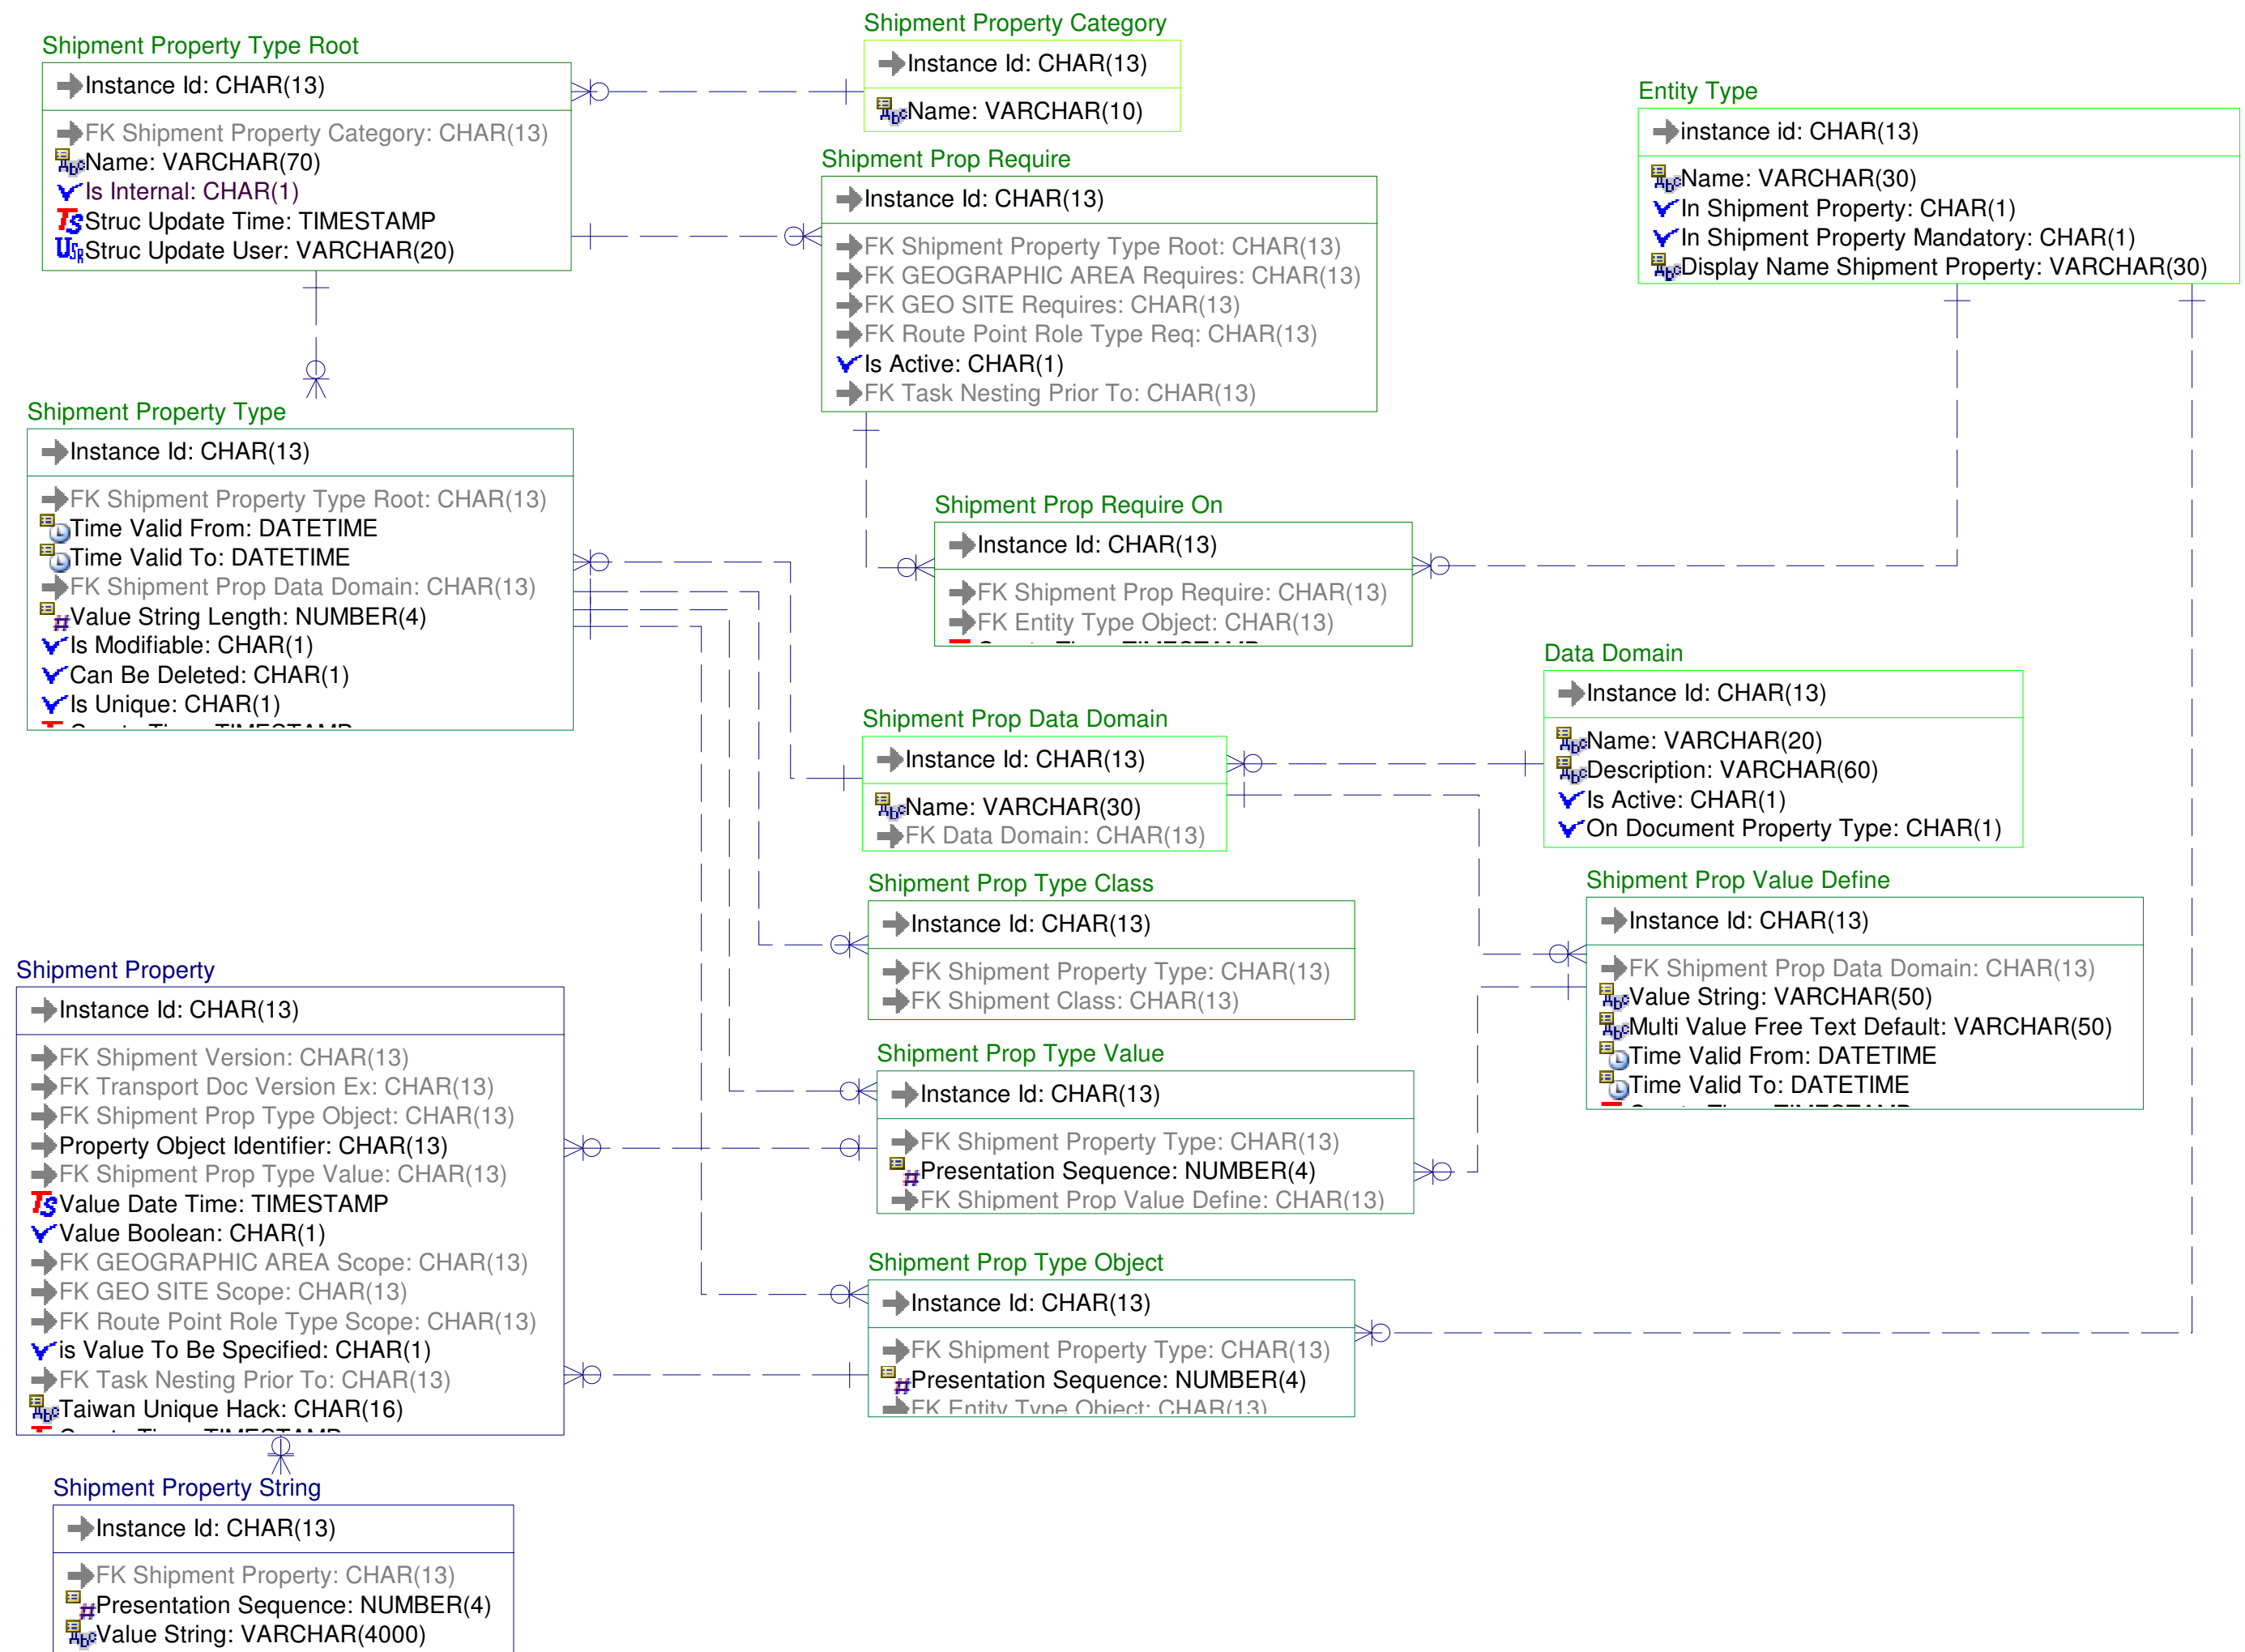 Shipment Property Type Root
Instance Id: CHAR(13)
FK Shipment Property Category: CHAR(13)
Name: VARCHAR(70)
Is Internal: CHAR(1)
Struc Update Time: TIMESTAMP
Struc Update User: VARCHAR(20)
Shipment Property Category
Instance Id: CHAR(13)
Name: VARCHAR(10)
Shipment Prop Require
Instance Id: CHAR(13)
FK Shipment Property Type Root: CHAR(13)
FK GEOGRAPHIC AREA Requires: CHAR(13)
FK GEO SITE Requires: CHAR(13)
FK Route Point Role Type Req: CHAR(13)
Is Active: CHAR(1)
FK Task Nesting Prior To: CHAR(13)
Entity Type
instance id: CHAR(13)
Name: VARCHAR(30)
In Shipment Property: CHAR(1)
In Shipment Property Mandatory: CHAR(1)
Display Name Shipment Property: VARCHAR(30)
Shipment Property Type
Instance Id: CHAR(13)
FK Shipment Property Type Root: CHAR(13)
Time Valid From: DATETIME
Time Valid To: DATETIME
FK Shipment Prop Data Domain: CHAR(13)
Value String Length: NUMBER(4)
Is Modifiable: CHAR(1)
Can Be Deleted: CHAR(1)
Is Unique: CHAR(1)
Shipment Prop Require On
Instance Id: CHAR(13)
FK Shipment Prop Require: CHAR(13)
FK Entity Type Object: CHAR(13)
Data Domain
Instance Id: CHAR(13)
Name: VARCHAR(20)
Description: VARCHAR(60)
Is Active: CHAR(1)
On Document Property Type: CHAR(1)
Shipment Prop Data Domain
Instance Id: CHAR(13)
Name: VARCHAR(30)
FK Data Domain: CHAR(13)
Shipment Prop Type Class
Instance Id: CHAR(13)
FK Shipment Property Type: CHAR(13)
FK Shipment Class: CHAR(13)
Shipment Prop Value Define
Instance Id: CHAR(13)
FK Shipment Prop Data Domain: CHAR(13)
Value String: VARCHAR(50)
Multi Value Free Text Default: VARCHAR(50)
Time Valid From: DATETIME
Time Valid To: DATETIME
Shipment Property
Instance Id: CHAR(13)
FK Shipment Version: CHAR(13)
FK Transport Doc Version Ex: CHAR(13)
FK Shipment Prop Type Object: CHAR(13)
Property Object Identifier: CHAR(13)
FK Shipment Prop Type Value: CHAR(13)
Value Date Time: TIMESTAMP
Value Boolean: CHAR(1)
FK GEOGRAPHIC AREA Scope: CHAR(13)
FK GEO SITE Scope: CHAR(13)
FK Route Point Role Type Scope: CHAR(13)
is Value To Be Specified: CHAR(1)
FK Task Nesting Prior To: CHAR(13)
Taiwan Unique Hack: CHAR(16)
Shipment Prop Type Value
Instance Id: CHAR(13)
FK Shipment Property Type: CHAR(13)
Presentation Sequence: NUMBER(4)
FK Shipment Prop Value Define: CHAR(13)
Shipment Prop Type Object
Instance Id: CHAR(13)
FK Shipment Property Type: CHAR(13)
Presentation Sequence: NUMBER(4)
FK Entity Type Object: CHAR(13)
Shipment Property String
Instance Id: CHAR(13)
FK Shipment Property: CHAR(13)
Presentation Sequence: NUMBER(4)
Value String: VARCHAR(4000)